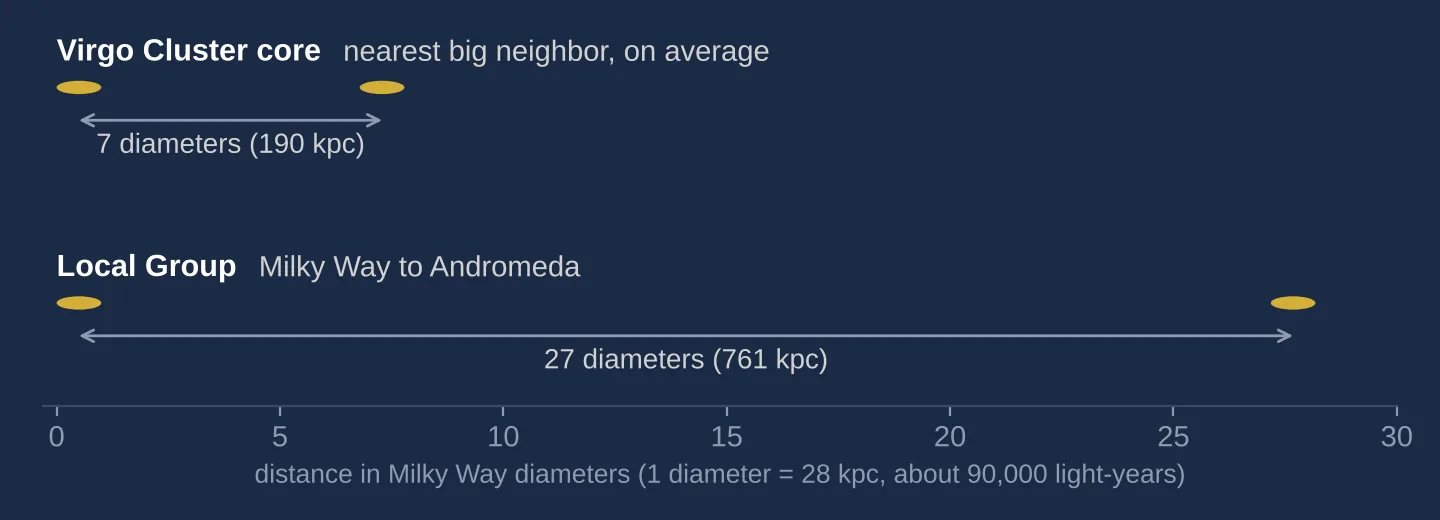 Virgo Cluster core nearest big neighbor, on average
7 diameters (190 kpc)
Local Group Milky Way to Andromeda
27 diameters (761 kpc)
0 5 10 15 20 25 30
distance in Milky Way diameters (1 diameter = 28 kpc, about 90,000 light-years)